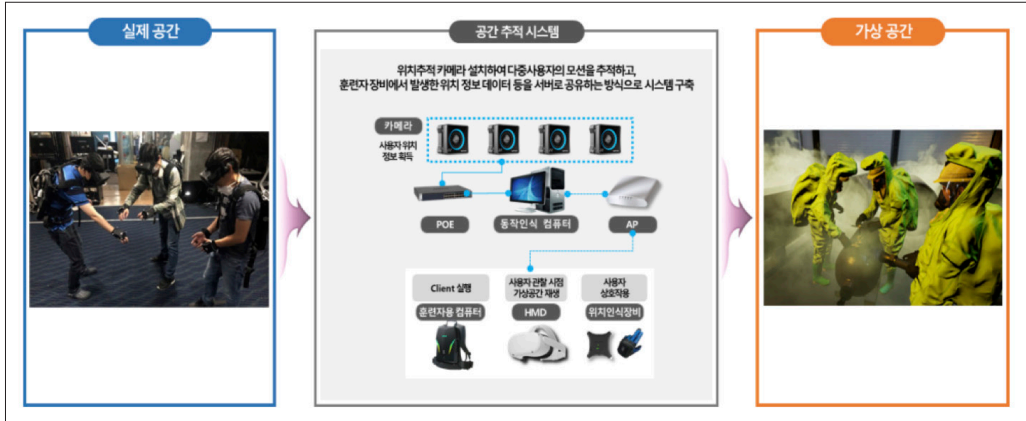 실제 공간
공간 추적 시스템
가상 공간
위치추적 카메라 설치하여 다중사용자의 모션을 추적하고,
훈련자 장비에서 발생한 위치 정보 데이터 등을 서버로 공유하는 방식으로 시스템 구축
카메라
사용자 위치
정보 획득
POE
동작인식 컴퓨터
AP
Client 실행
사용자 관찰 시점
가상공간 재생
사용자
상호작용
훈련자용 컴퓨터
HMD
위치인식장비